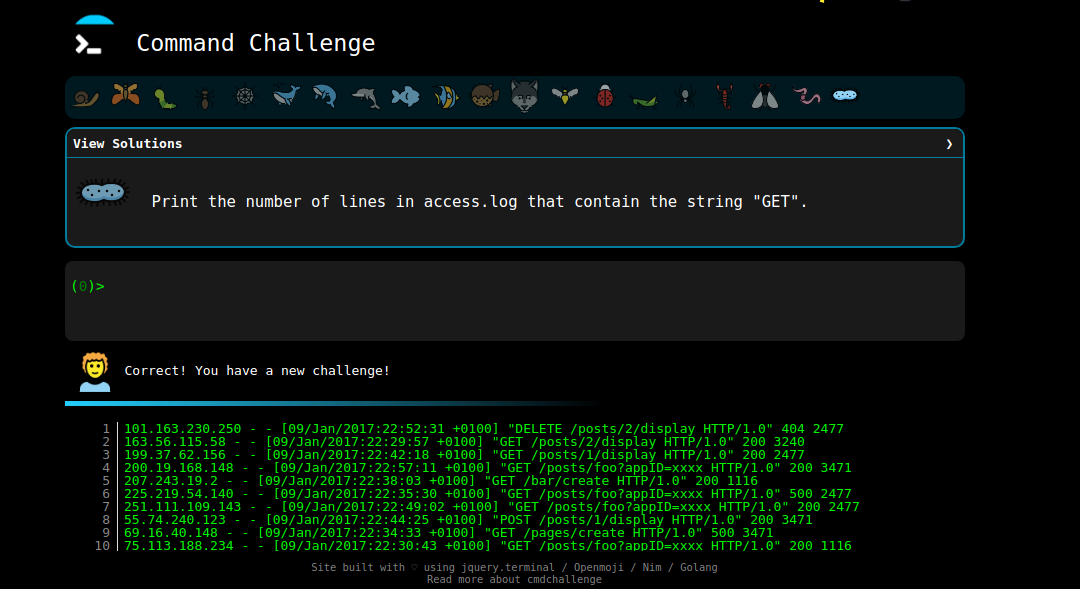 Command Challenge
View Solutions ❯
Print the number of lines in access.log that contain the string "GET".
(0)>
Correct! You have a new challenge!
1 101.163.230.250 - - [09/Jan/2017:22:52:31 +0100] "DELETE /posts/2/display HTTP/1.0" 404 2477
2 163.56.115.58 - - [09/Jan/2017:22:29:57 +0100] "GET /posts/2/display HTTP/1.0" 200 3240
3 199.37.62.156 - - [09/Jan/2017:22:42:18 +0100] "GET /posts/1/display HTTP/1.0" 200 2477
4 200.19.168.148 - - [09/Jan/2017:22:57:11 +0100] "GET /posts/foo?appID=xxxx HTTP/1.0" 200 3471
5 207.243.19.2 - - [09/Jan/2017:22:38:03 +0100] "GET /bar/create HTTP/1.0" 200 1116
6 225.219.54.140 - - [09/Jan/2017:22:35:30 +0100] "GET /posts/foo?appID=xxxx HTTP/1.0" 500 2477
7 251.111.109.143 - - [09/Jan/2017:22:49:02 +0100] "GET /posts/foo?appID=xxxx HTTP/1.0" 200 2477
8 55.74.240.123 - - [09/Jan/2017:22:44:25 +0100] "POST /posts/1/display HTTP/1.0" 200 3471
9 69.16.40.148 - - [09/Jan/2017:22:34:33 +0100] "GET /pages/create HTTP/1.0" 500 3471
10 75.113.188.234 - - [09/Jan/2017:22:30:43 +0100] "GET /posts/foo?appID=xxxx HTTP/1.0" 200 1116
Site built with ♡ using jquery.terminal / Openmoji / Nim / Golang
Read more about cmdchallenge